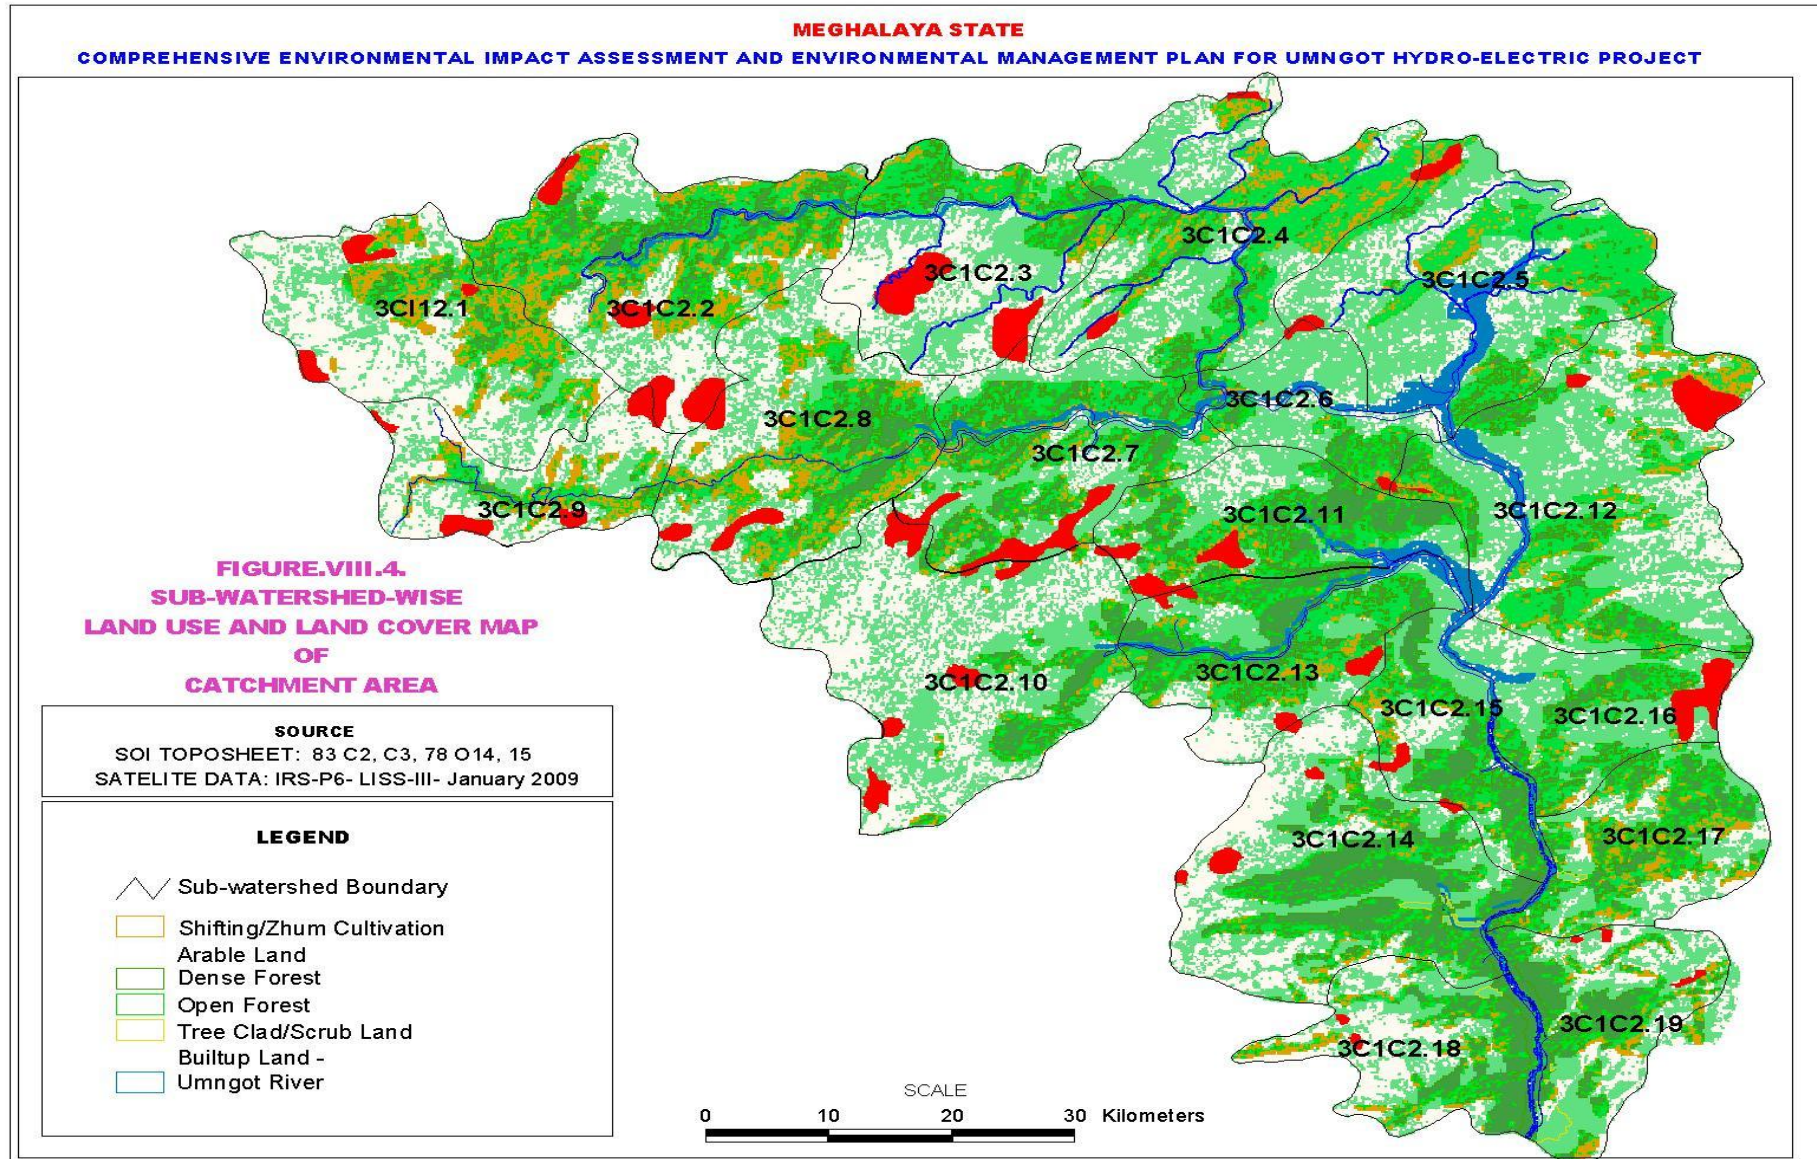 MEGHALAYA STATE
COMPREHENSIVE ENVIRONMENTAL IMPACT ASSESSMENT AND ENVIRONMENTAL MANAGEMENT PLAN FOR UMNGOT HYDRO-ELECTRIC PROJECT
3C1C2.4
3C1C2.3
3C1C2.5
3CI12.1
3C1C2.2
3C1C2.6
3C1C2.8
3C1C2.7
3C1C2.9
3C1C2.11
3C1C2.12
3C1C2.10
3C1C2.13
3C1C2.15
3C1C2.16
3C1C2.14
3C1C2.17
3C1C2.18
3C1C2.19
FIGURE.VIII.4.
SUB-WATERSHED-WISE
LAND USE AND LAND COVER MAP
OF
CATCHMENT AREA
SOURCE
SOI TOPOSHEET: 83 C2, C3, 78 O14, 15
SATELITE DATA: IRS-P6- LISS-III- January 2009
LEGEND
Sub-watershed Boundary
Shifting/Zhum Cultivation
Arable Land
Dense Forest
Open Forest
Tree Clad/Scrub Land
Builtup Land -
Umngot River
SCALE
0 10 20 30 Kilometers